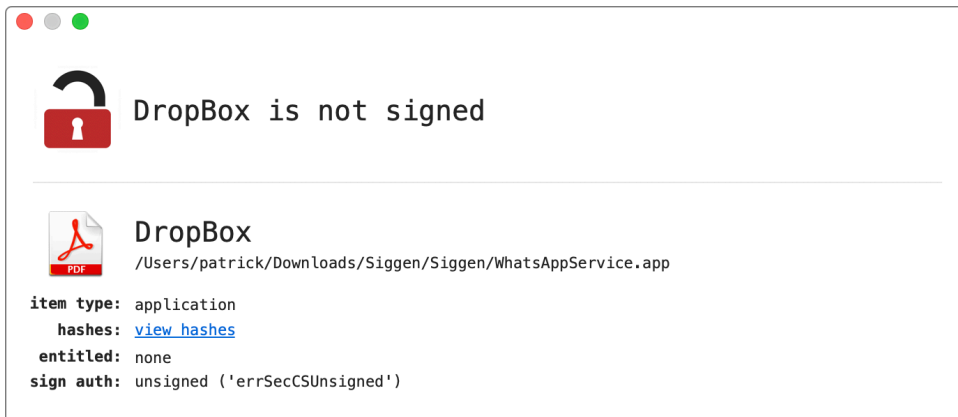 DropBox is not signed
PDF
DropBox
/Users/patrick/Downloads/Siggen/Siggen/WhatsAppService.app
item type: application
hashes: view hashes
entitled: none
sign auth: unsigned ('errSecCSUnsigned')